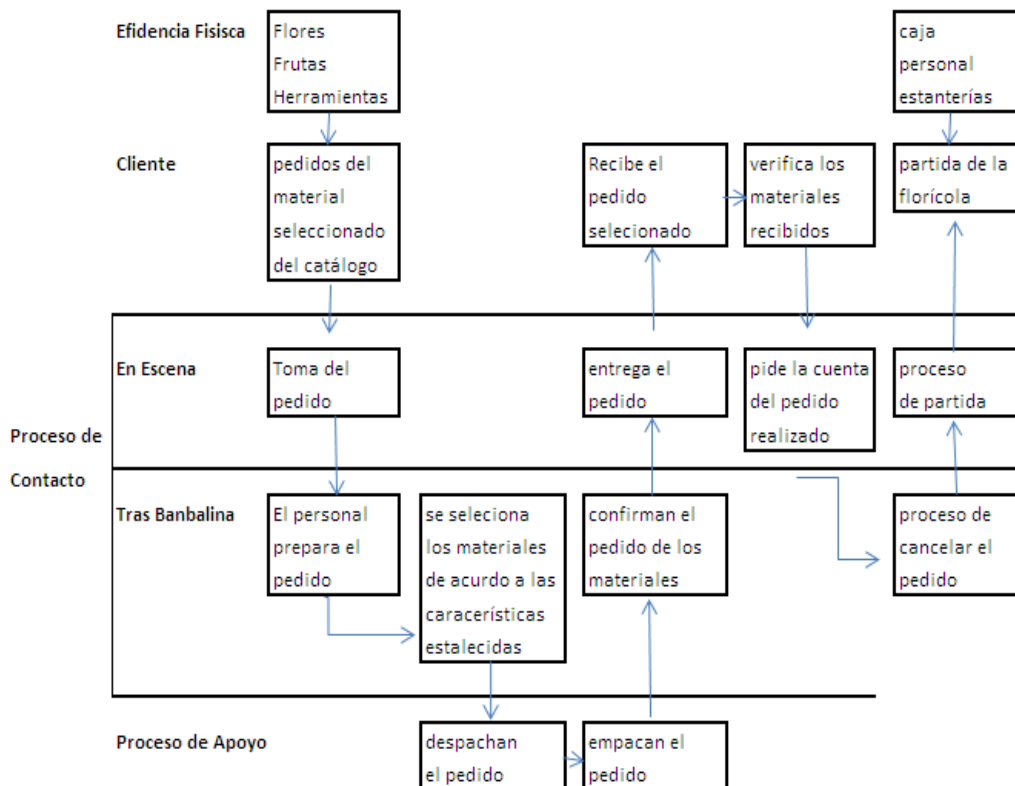 Efidencia Fisisca
Flores
Frutas
Herramientas
caja
personal
estanterías
Cliente
pedidos del
material
seleccionado
del catálogo
Recibe el
pedido
selecionado
verifica los
materiales
recibidos
partida de la
florícola
Proceso de
Contacto
En Escena
Toma del
pedido
entrega el
pedido
pide la cuenta
del pedido
realizado
proceso
de partida
Tras Banbalina
El personal
prepara el
pedido
se seleciona
los materiales
de acurdo a las
caracerísticas
estalecidas
confirman el
pedido de los
materiales
proceso de
cancelar el
pedido
Proceso de Apoyo
despachan
el pedido
empacan el
pedido